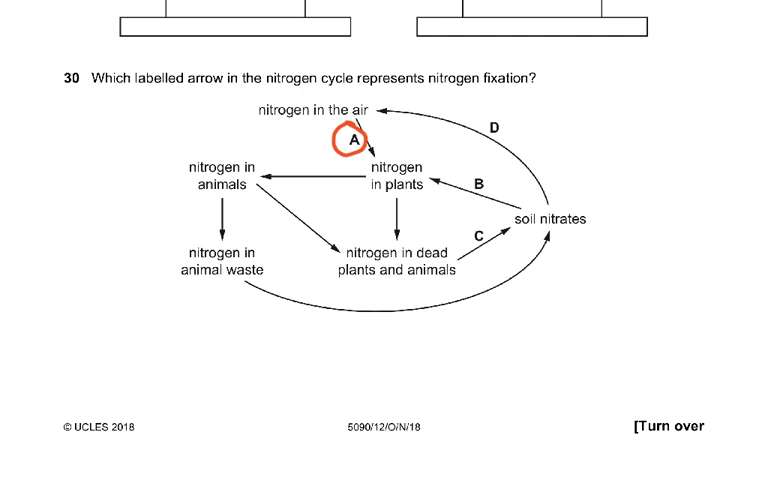 30 Which labelled arrow in the nitrogen cycle represents nitrogen fixation?
nitrogen in the air
D
A
nitrogen in
animals
nitrogen
in plants
B
soil nitrates
C
nitrogen in
animal waste
nitrogen in dead
plants and animals
© UCLES 2018
5090/12/O/N/18
[Turn over